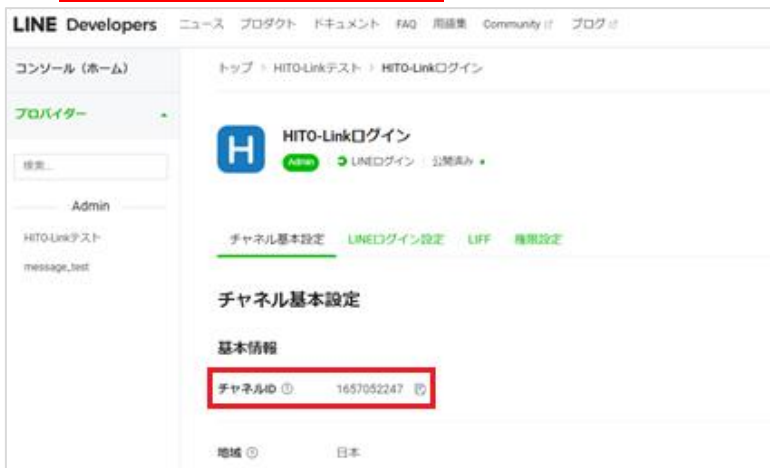 LINE Developers ニュース プロダクト ドキュメント FAQ 用語集 Community ブログ
コンソール（ホーム） トップ HITO-Linkテスト HITO-Linkログイン
プロバイダー
H HITO-Linkログイン
Admin LINEログイン 公開済み
検索...
Admin
HITO-Linkテスト チャネル基本設定 LINEログイン設定 LIFF 権限設定
message_test
チャネル基本設定
基本情報
チャネルID 1657052247
地域 日本